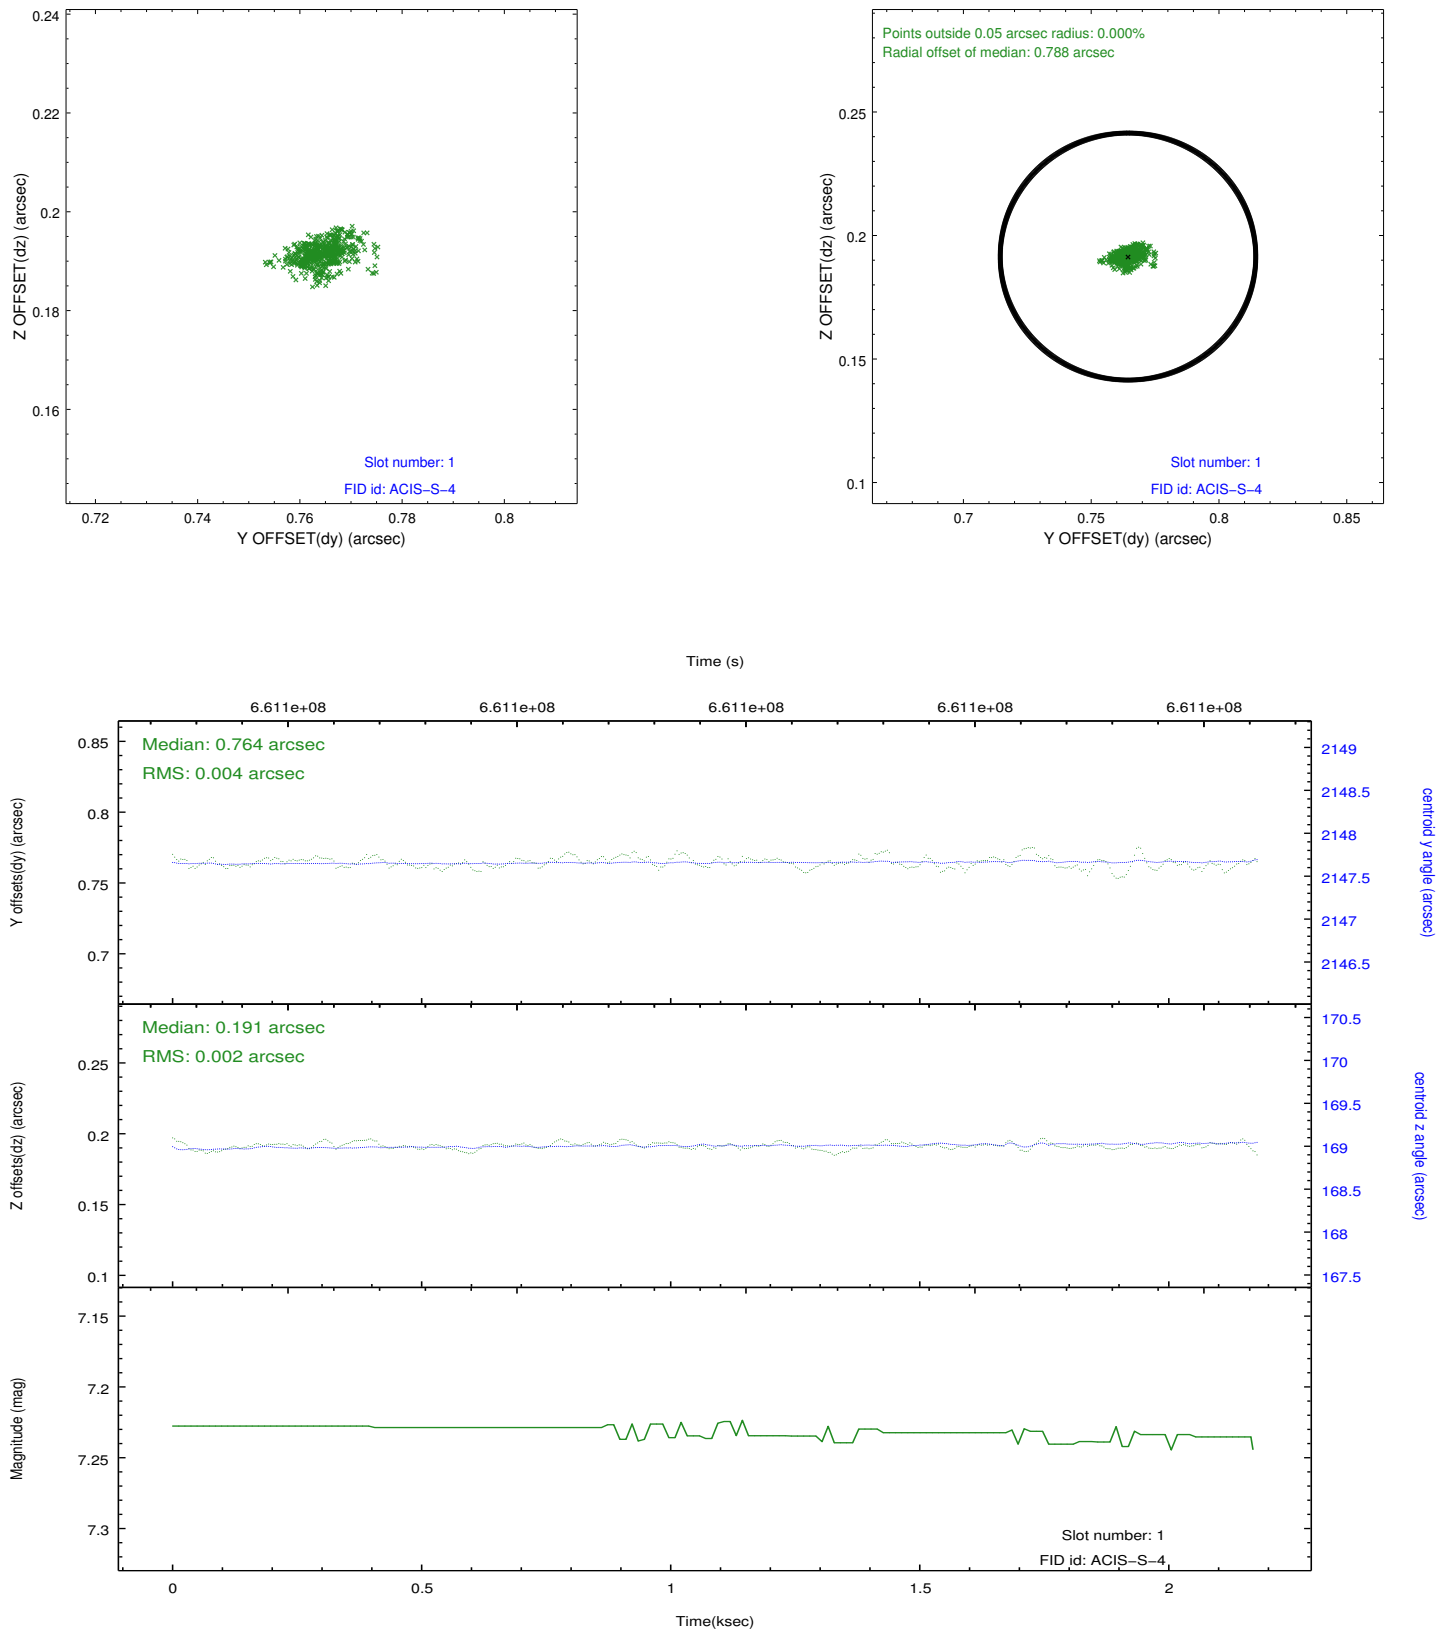 0.24
0.22
0.2
0.18
0.16
Z OFFSET(dz) (arcsec)
Slot number: 1
FID id: ACIS−S−4
0.72
0.74
0.76
0.78
0.8
Y OFFSET(dy) (arcsec)
Points outside 0.05 arcsec radius: 0.000%
Radial offset of median: 0.788 arcsec
0.25
0.2
0.15
0.1
Z OFFSET(dz) (arcsec)
Slot number: 1
FID id: ACIS−S−4
0.7
0.75
0.8
0.85
Y OFFSET(dy) (arcsec)
Time (s)
6.611e+08
6.611e+08
6.611e+08
6.611e+08
6.611e+08
Median: 0.764 arcsec
RMS: 0.004 arcsec
0.85
0.8
0.75
0.7
Y offsets(dy) (arcsec)
2149
2148.5
2148
2147.5
2147
2146.5
centroid y angle (arcsec)
Median: 0.191 arcsec
RMS: 0.002 arcsec
0.25
0.2
0.15
0.1
Z offsets(dz) (arcsec)
170.5
170
169.5
169
168.5
168
167.5
centroid z angle (arcsec)
7.15
7.2
7.25
7.3
Magnitude (mag)
Slot number: 1
FID id: ACIS−S−4
0
0.5
1
1.5
2
Time(ksec)